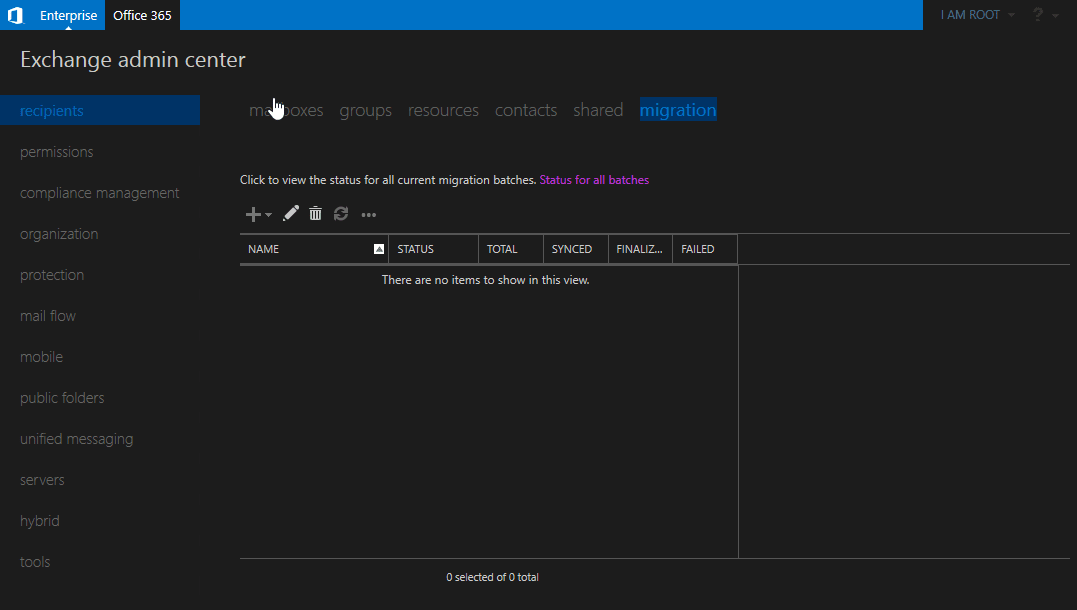 Enterprise Office 365 I AM ROOT ?
Exchange admin center
recipients
permissions
compliance management
organization
protection
mail flow
mobile
public folders
unified messaging
servers
hybrid
tools
mailboxes groups resources contacts shared migration
Click to view the status for all current migration batches. Status for all batches
NAME STATUS TOTAL SYNCED FINALIZ... FAILED
There are no items to show in this view.
0 selected of 0 total